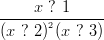 x ? 1
(x ? 2)² (x ? 3)